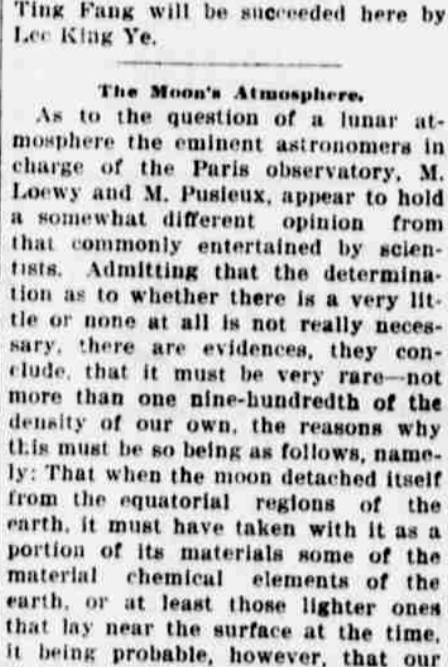 Ting Fang will be succeeded here by
Lee King Ye.
The Moon's Atmosphere.
As to the question of a lunar at-
mosphere the eminent astronomers in
charge of the Paris observatory, M.
Loewy and M. Pusieux, appear to hold
a somewhat different opinion from
that commonly entertained by scien-
tists. Admitting that the determina-
tion as to whether there is a very lit-
tle or none at all is not really neces-
sary, there are evidences, they con-
clude, that it must be very rare—not
more than one nine-hundredth of the
density of our own, the reasons why
this must be so being as follows, name-
ly: That when the moon detached itself
from the equatorial regions of the
earth, it must have taken with it as a
portion of its materials some of the
material chemical elements of the
earth, or at least those lighter ones
that lay near the surface at the time,
it being probable, however, that our